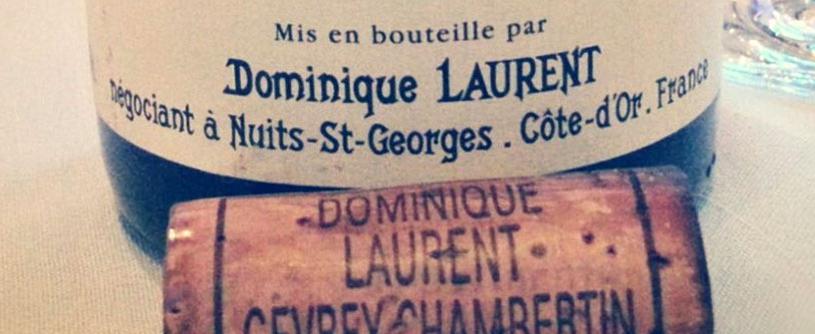 Mis en bouteille par
Dominique LAURENT
négociant à Nuits-St-Georges . Côte-d'Or. France
DOMINIQUE
LAURENT
GEVREY-CHAMBERTIN